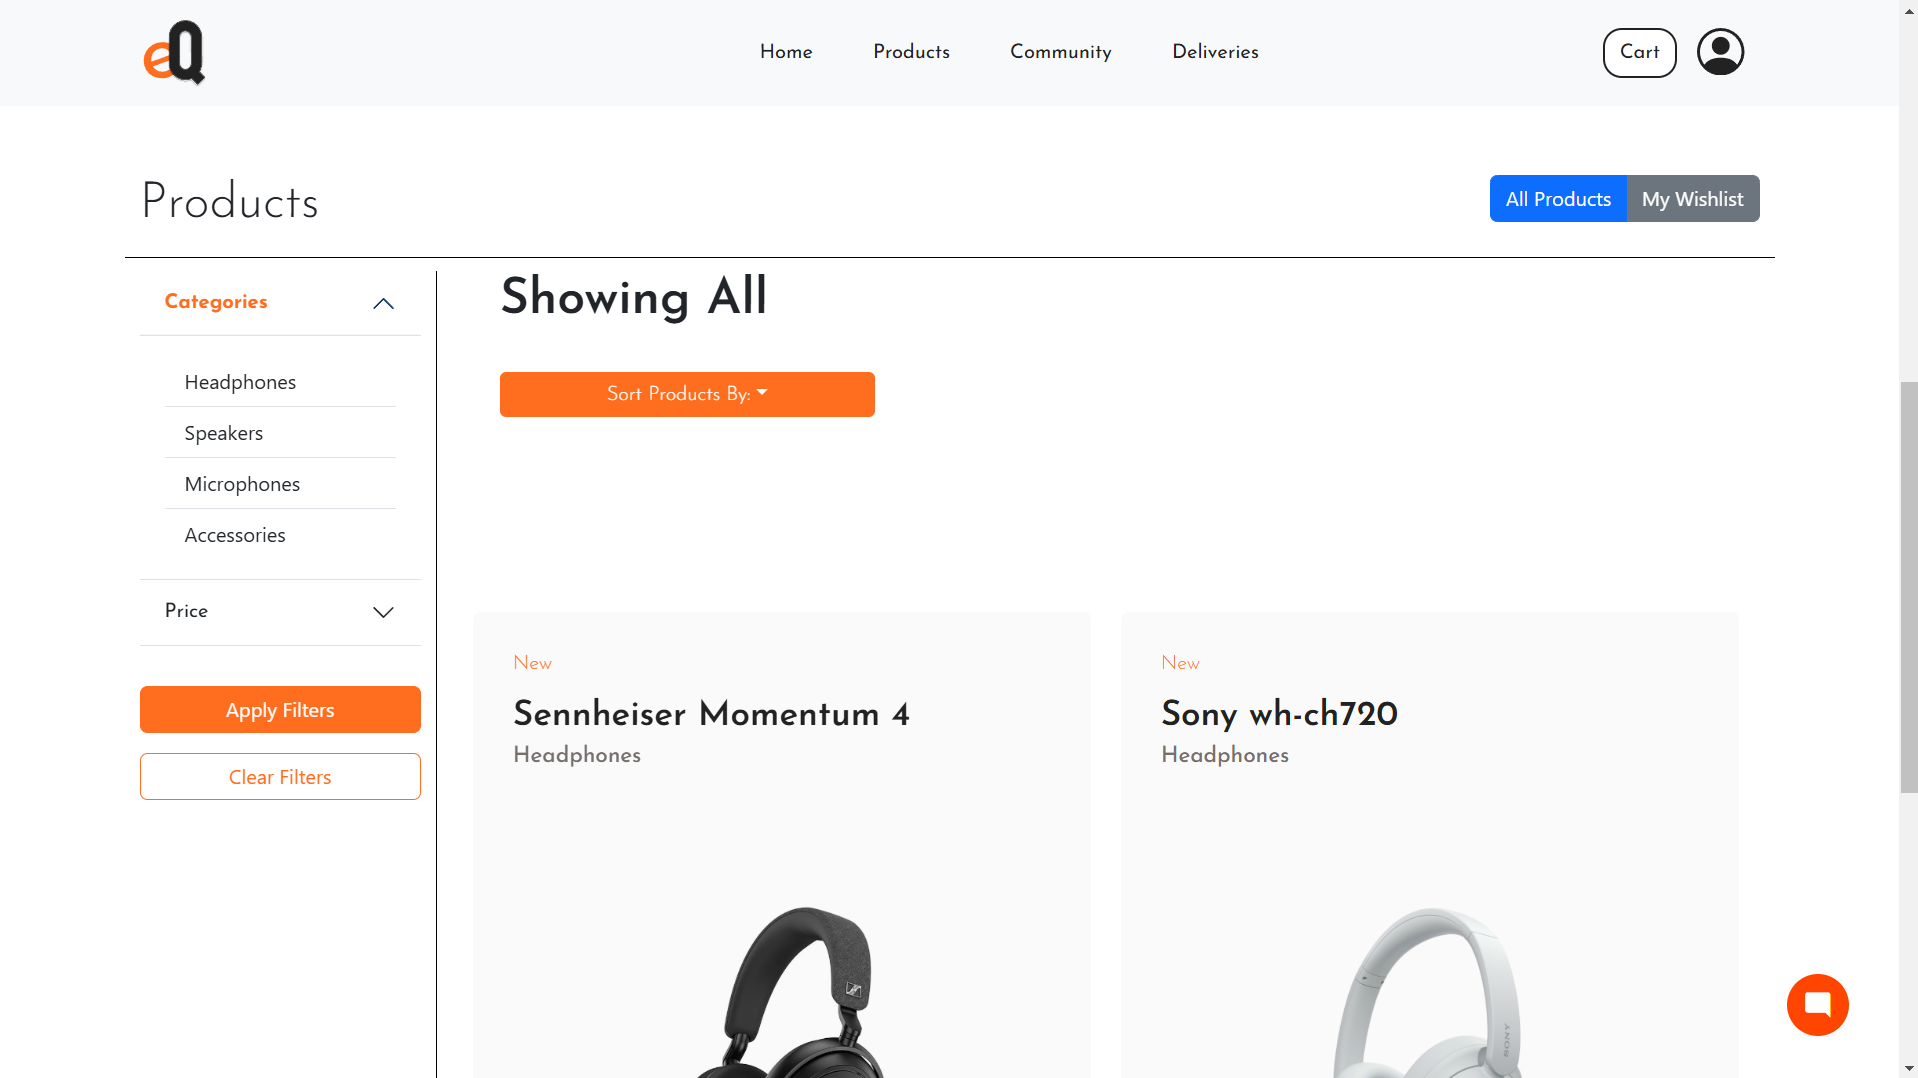 eQ
Home
Products
Community
Deliveries
Cart
Products
All Products
My Wishlist
Categories
Headphones
Speakers
Microphones
Accessories
Price
Apply Filters
Clear Filters
Showing All
Sort Products By:
New
Sennheiser Momentum 4
Headphones
New
Sony wh-ch720
Headphones
SONY